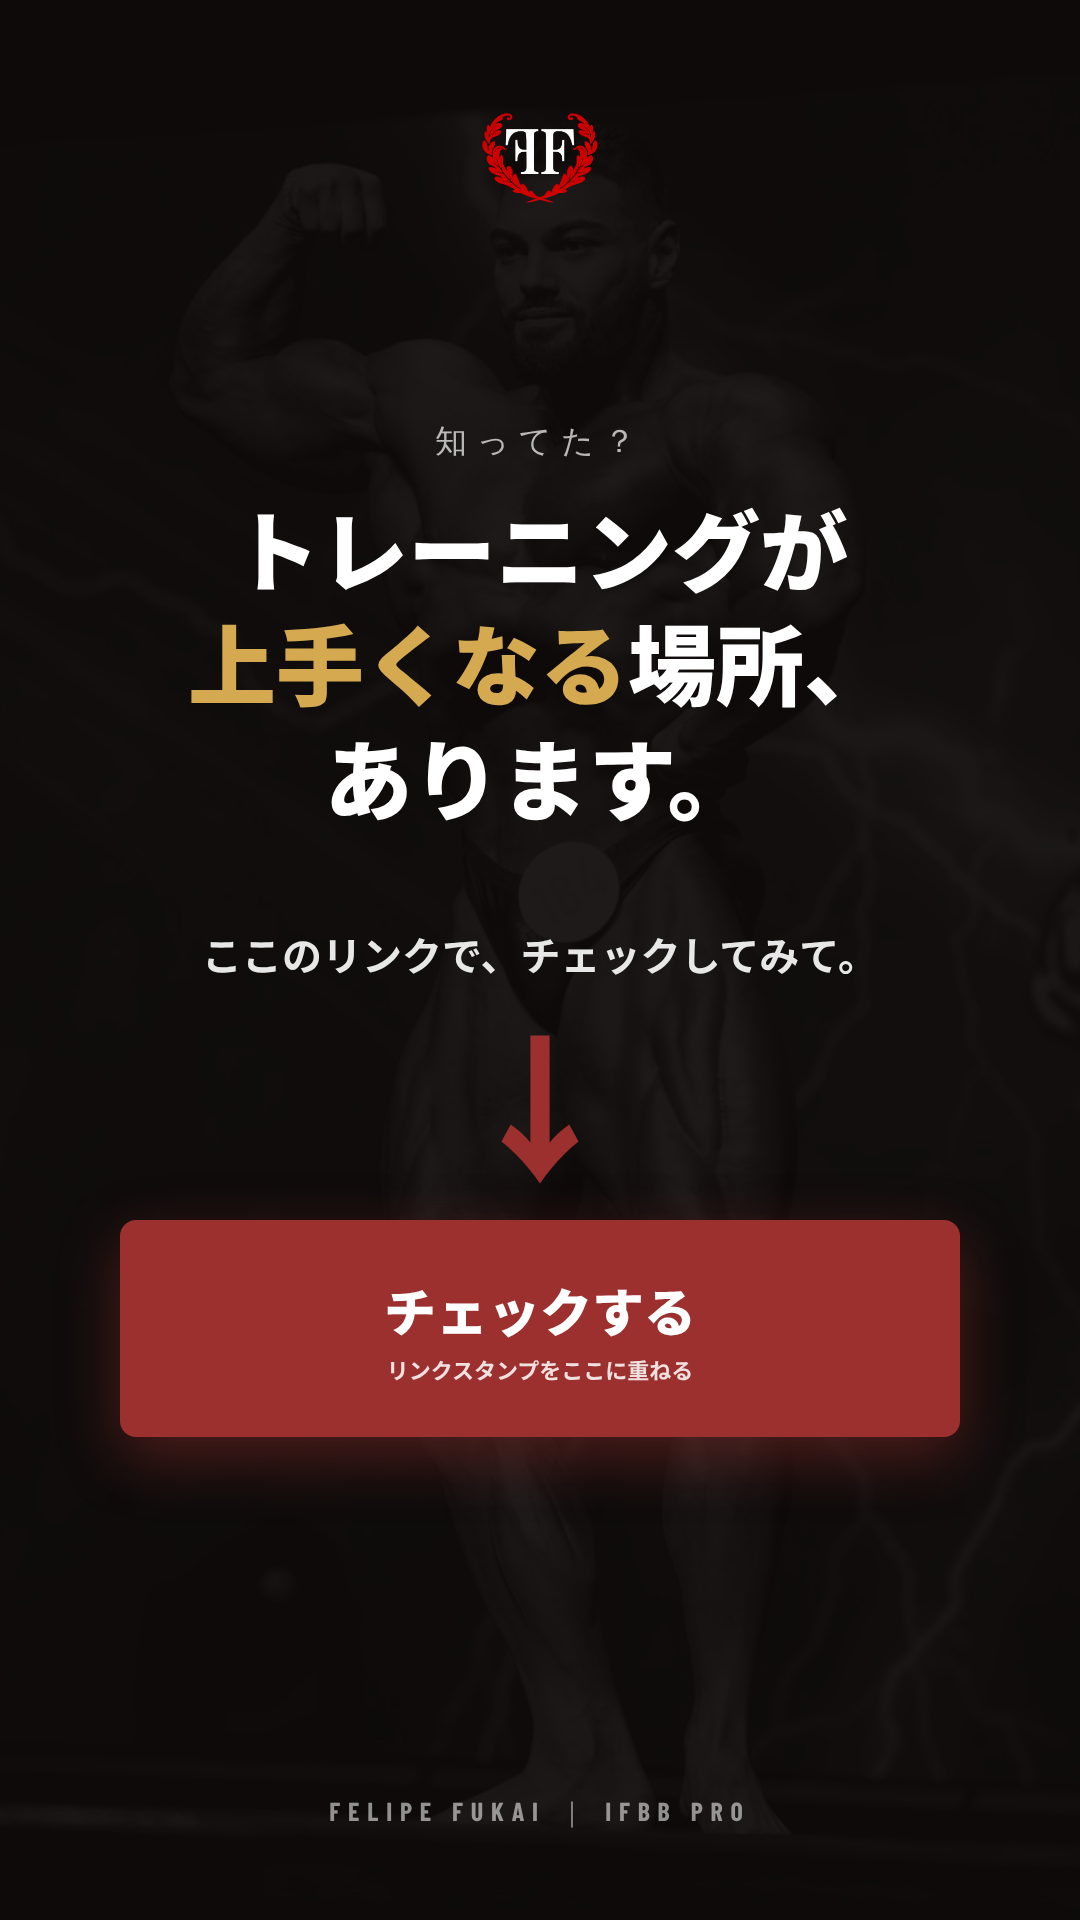 FF
知ってた？
トレーニングが
上手くなる場所、
あります。
ここのリンクで、チェックしてみて。
↓
チェックする
リンクスタンプをここに重ねる
FELIPE FUKAI | IFBB PRO